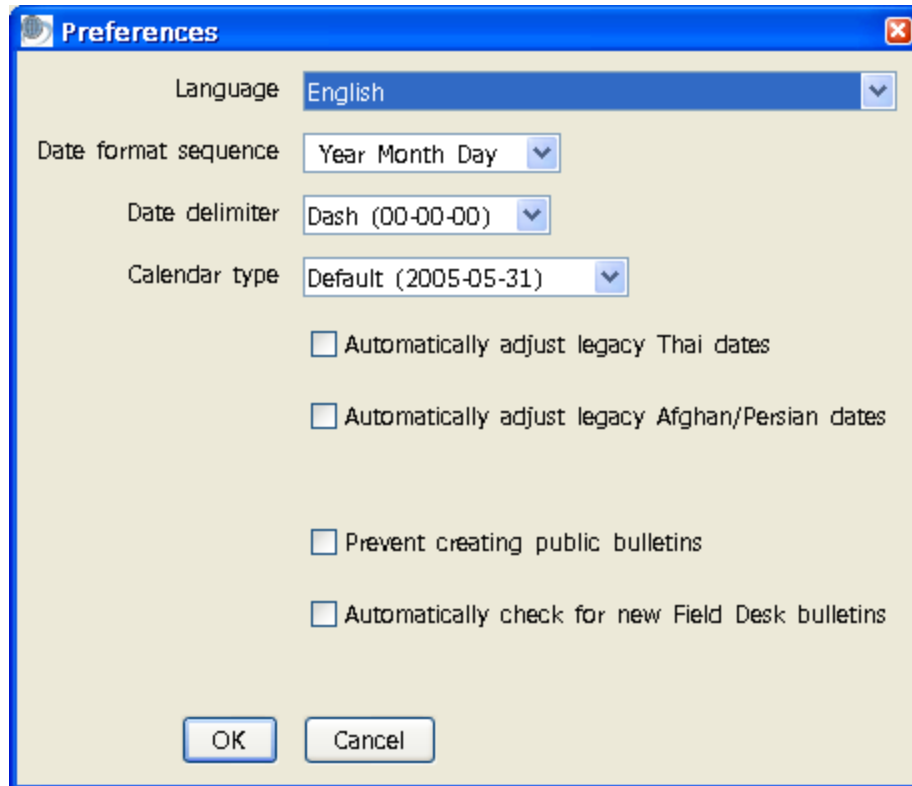 Preferences
Language English
Date format sequence Year Month Day
Date delimiter Dash (00-00-00)
Calendar type Default (2005-05-31)
Automatically adjust legacy Thai dates
Automatically adjust legacy Afghan/Persian dates
Prevent creating public bulletins
Automatically check for new Field Desk bulletins
OK Cancel